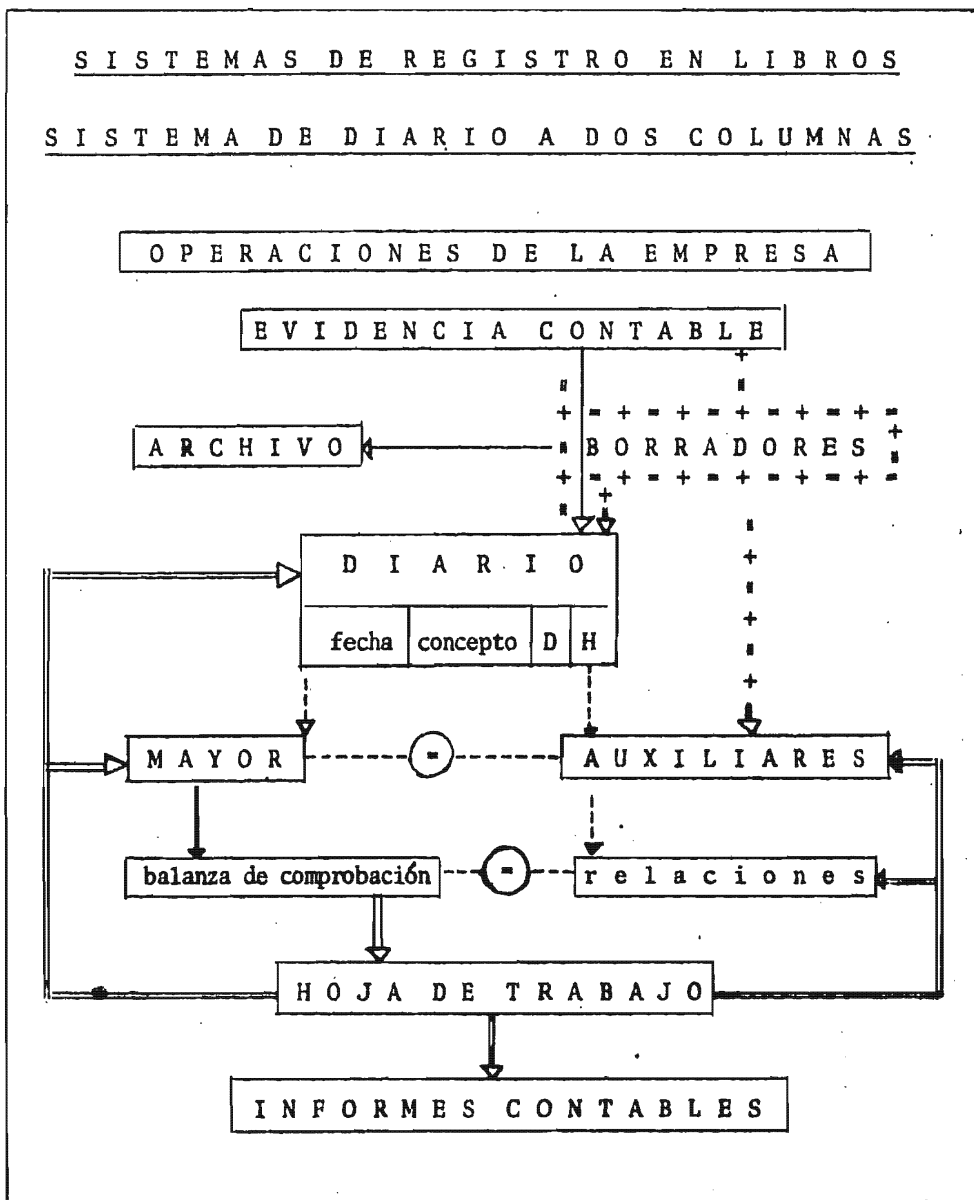 SISTEMAS DE REGISTRO EN LIBROS
SISTEMA DE DIARIO A DOS COLUMNAS
OPERACIONES DE LA EMPRESA
EVIDENCIA CONTABLE
ARCHIVO
BORRADORES
DIARIO
fecha concepto D H
MAYOR = AUXILIARES
balanza de comprobación = relaciones
HOJA DE TRABAJO
INFORMES CONTABLES